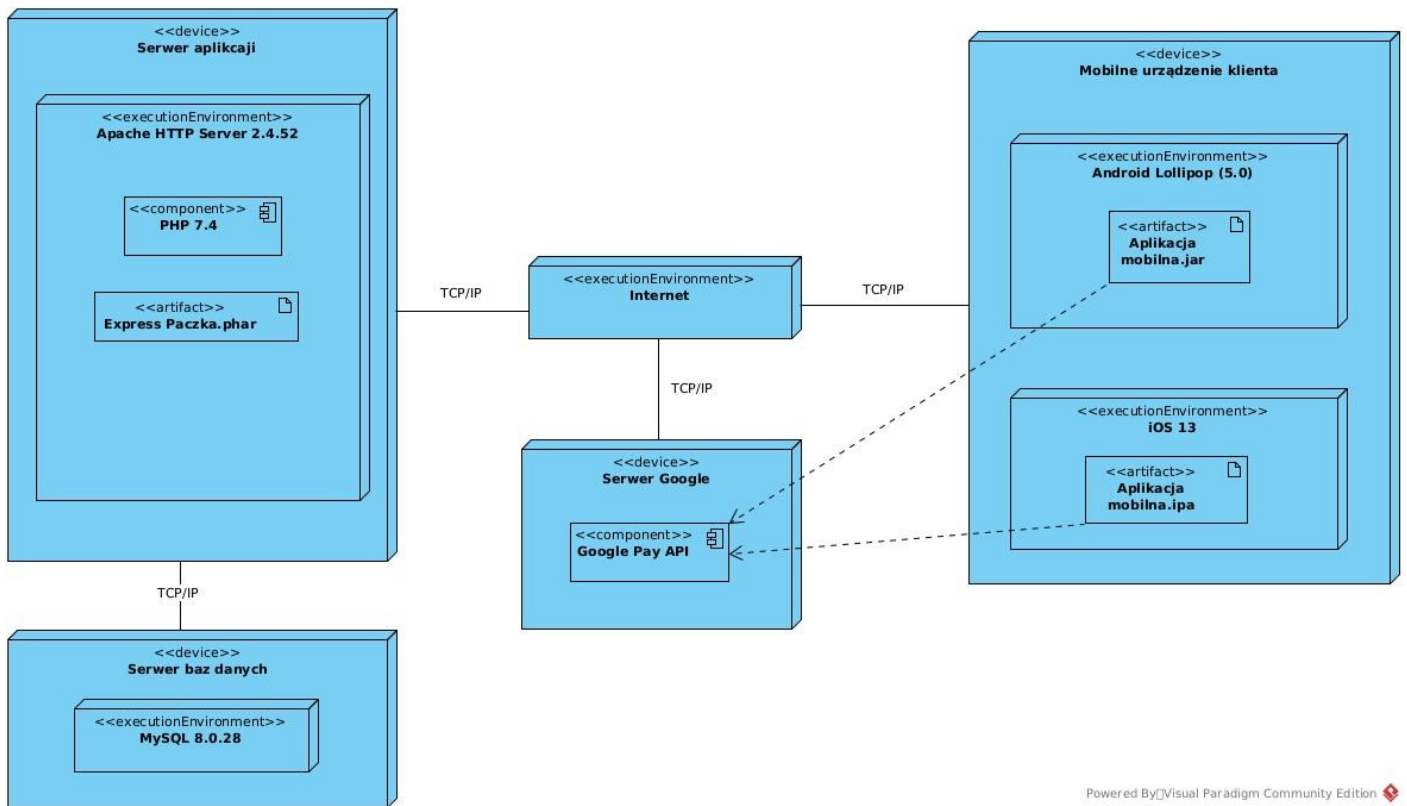 <<device>>
Serwer aplikcaji
<<executionEnvironment>>
Apache HTTP Server 2.4.52
<<component>>
PHP 7.4
<<artifact>>
Express Paczka.phar
TCP/IP
<<device>>
Serwer baz danych
<<executionEnvironment>>
MySQL 8.0.28
TCP/IP
<<executionEnvironment>>
Internet
TCP/IP
TCP/IP
<<device>>
Serwer Google
<<component>>
Google Pay API
<<device>>
Mobilne urządzenie klienta
<<executionEnvironment>>
Android Lollipop (5.0)
<<artifact>>
Aplikacja
mobilna.jar
<<executionEnvironment>>
iOS 13
<<artifact>>
Aplikacja
mobilna.ipa
Powered By Visual Paradigm Community Edition